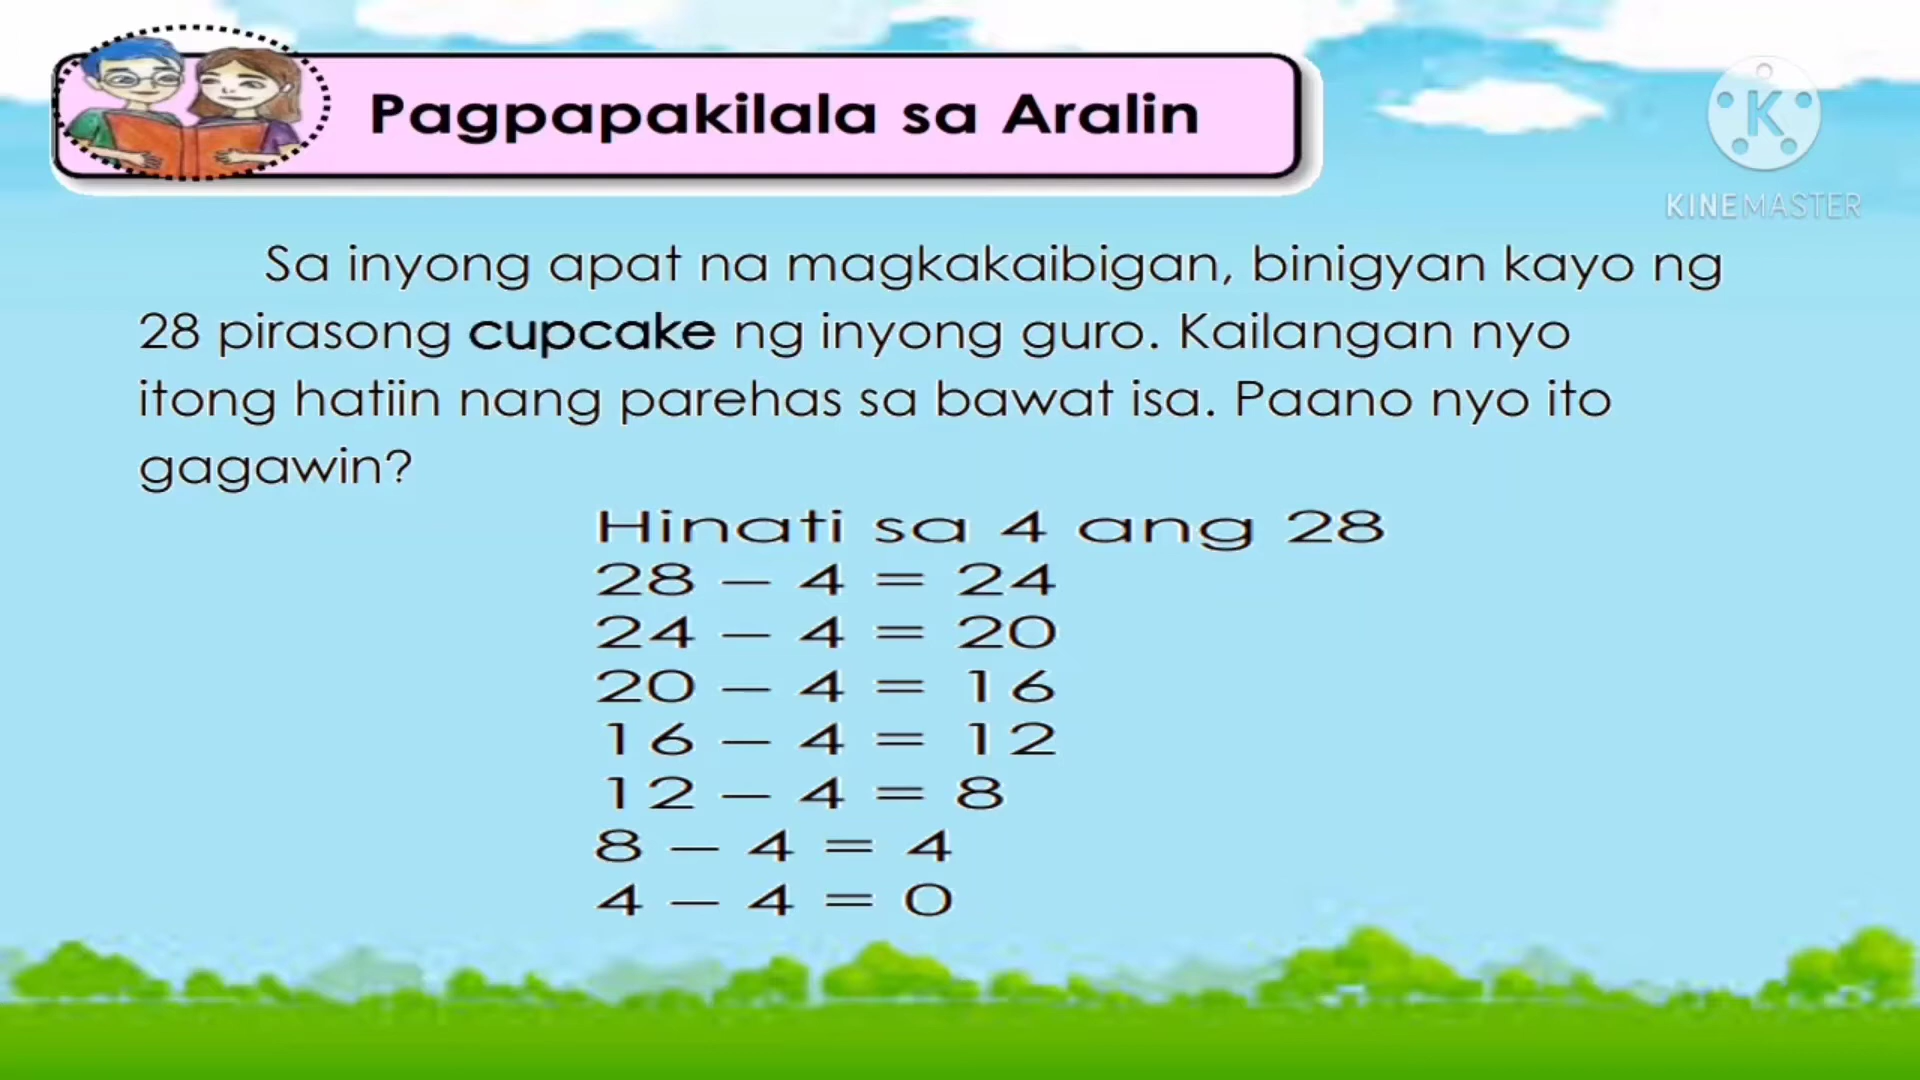 Pagpapakilala sa Aralin
KINEMASTER
Sa inyong apat na magkakaibigan, binigyan kayo ng
28 pirasong cupcake ng inyong guro. Kailangan nyo
itong hatiin nang parehas sa bawat isa. Paano nyo ito
gagawin?
Hinati sa 4 ang 28
28 – 4 = 24
24 – 4 = 20
20 – 4 = 16
16 – 4 = 12
12 – 4 = 8
8 – 4 = 4
4 – 4 = 0